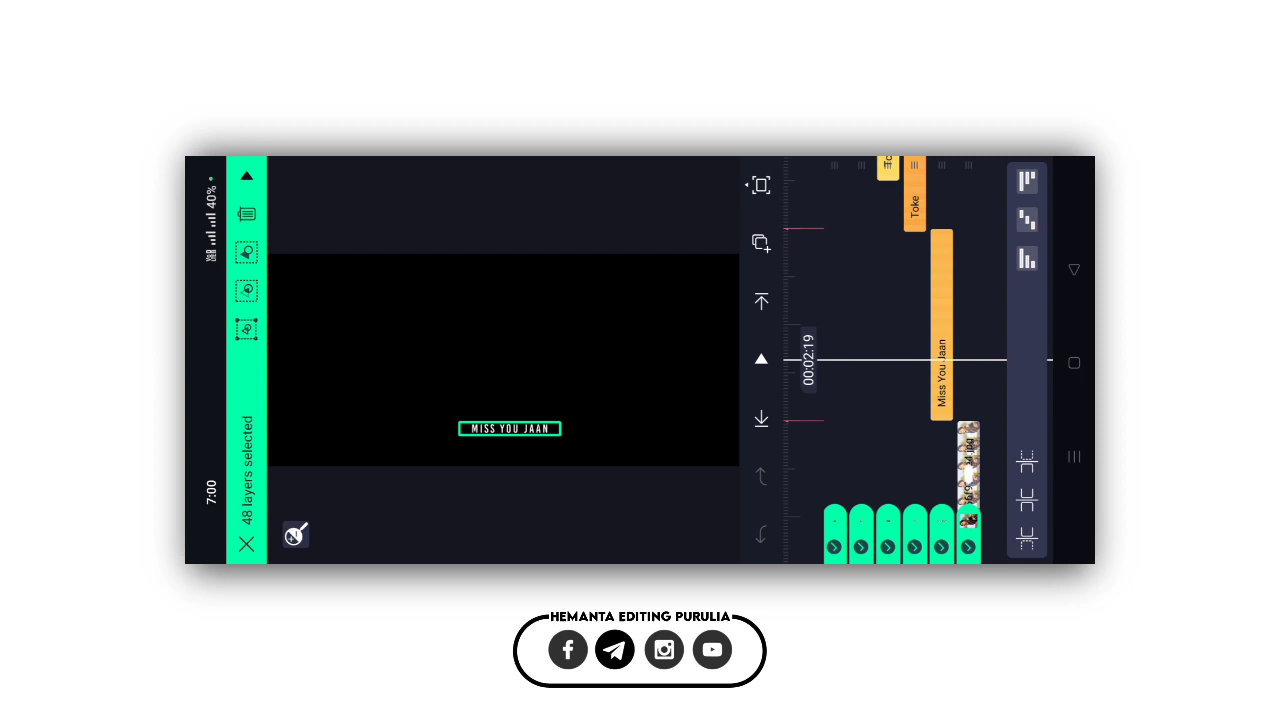 7:00
40%
48 layers selected
MISS YOU JAAN
00:02:19
To
Toke
Miss You Jaan
HEMANTA EDITING PURULIA